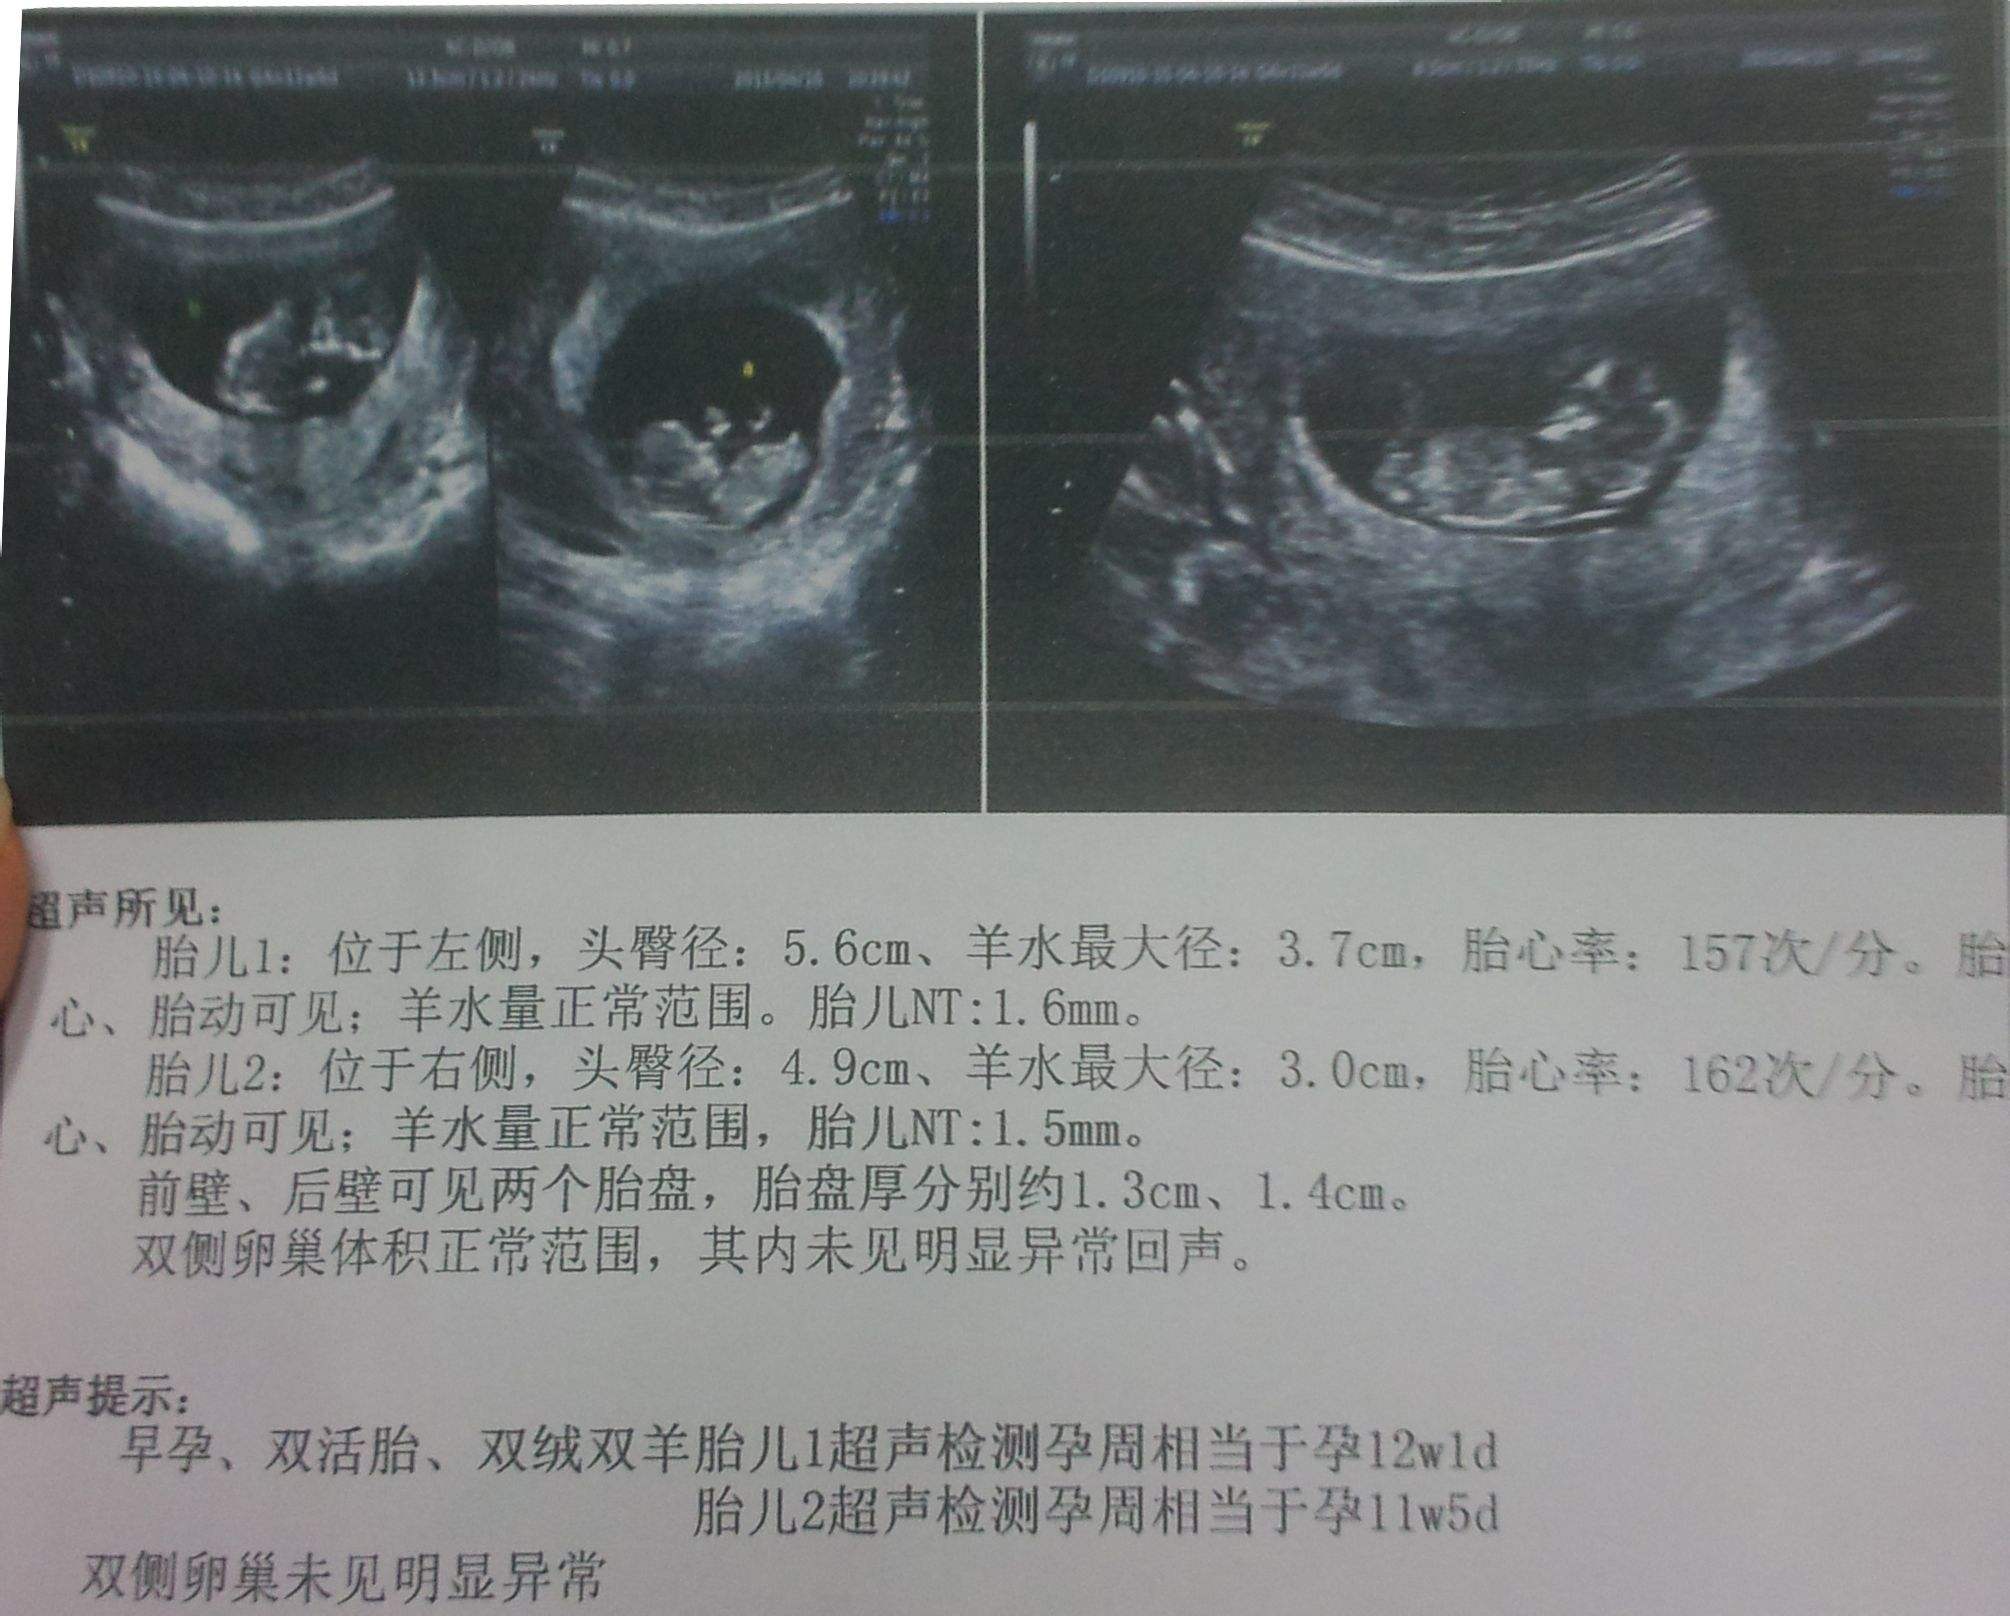 超声所见：
胎儿1：位于左侧，头臀径：5.6cm、羊水最大径：3.7cm，胎心率：157次/分。胎
心、胎动可见；羊水量正常范围。胎儿NT:1.6mm。
胎儿2：位于右侧，头臀径：4.9cm、羊水最大径：3.0cm，胎心率：162次/分。胎
心、胎动可见；羊水量正常范围，胎儿NT:1.5mm。
前壁、后壁可见两个胎盘，胎盘厚分别约1.3cm、1.4cm。
双侧卵巢体积正常范围，其内未见明显异常回声。
超声提示：
早孕、双活胎、双绒双羊胎儿1超声检测孕周相当于孕12w1d
胎儿2超声检测孕周相当于孕11w5d
双侧卵巢未见明显异常